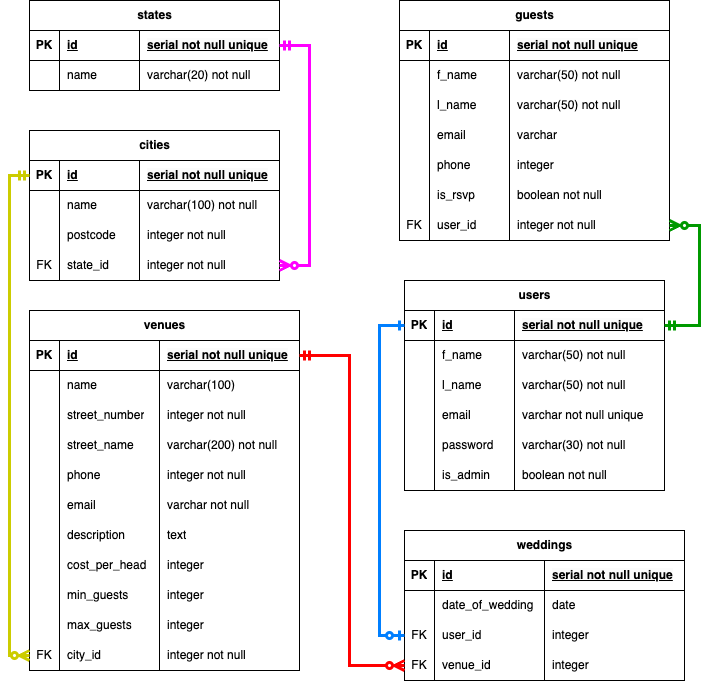 states
PK id serial not null unique
name varchar(20) not null
cities
PK id serial not null unique
name varchar(100) not null
postcode integer not null
FK state_id integer not null
venues
PK id serial not null unique
name varchar(100)
street_number integer not null
street_name varchar(200) not null
phone integer not null
email varchar not null
description text
cost_per_head integer
min_guests integer
max_guests integer
FK city_id integer not null
guests
PK id serial not null unique
f_name varchar(50) not null
l_name varchar(50) not null
email varchar
phone integer
is_rsvp boolean not null
FK user_id integer not null
users
PK id serial not null unique
f_name varchar(50) not null
l_name varchar(50) not null
email varchar not null unique
password varchar(30) not null
is_admin boolean not null
weddings
PK id serial not null unique
date_of_wedding date
FK user_id integer
FK venue_id integer